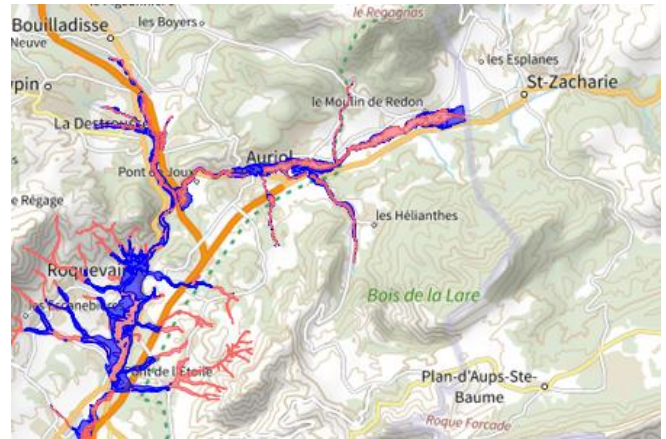 les Boyers
le Regagnas
Bouilladisse
Neuve
les Esplanes
ypin
St-Zacharie
le Moulin de Redon
La Destrousse
Auriol
Pont de Joux
e Régage
les Hélianthes
Roquevaire
Bois de la Lare
Pont de l'Étoile
Plan-d'Aups-Ste-
Baume
Roque Forcade